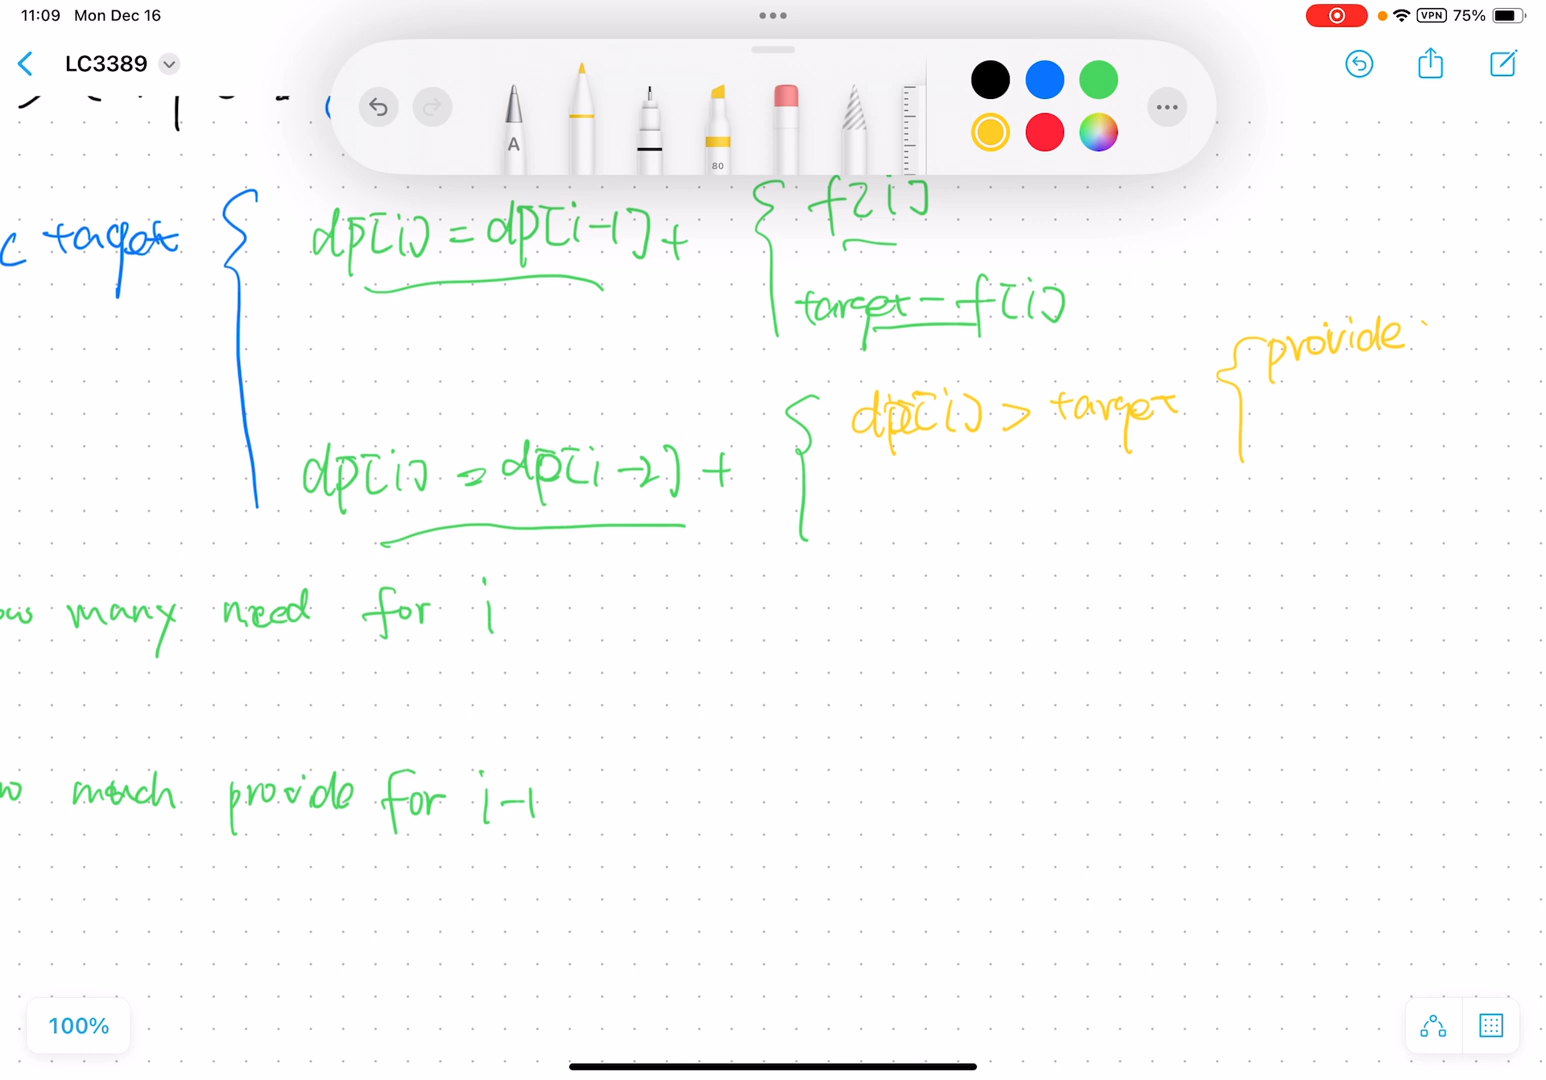 11:09 Mon Dec 16
VPN 75%
LC3389
A
80
target
dp[i] = dp[i-1] +
f[i]
target - f[i]
provide
dp[i] > target
dp[i] = dp[i-2] +
many need for i
much provide for i-1
100%